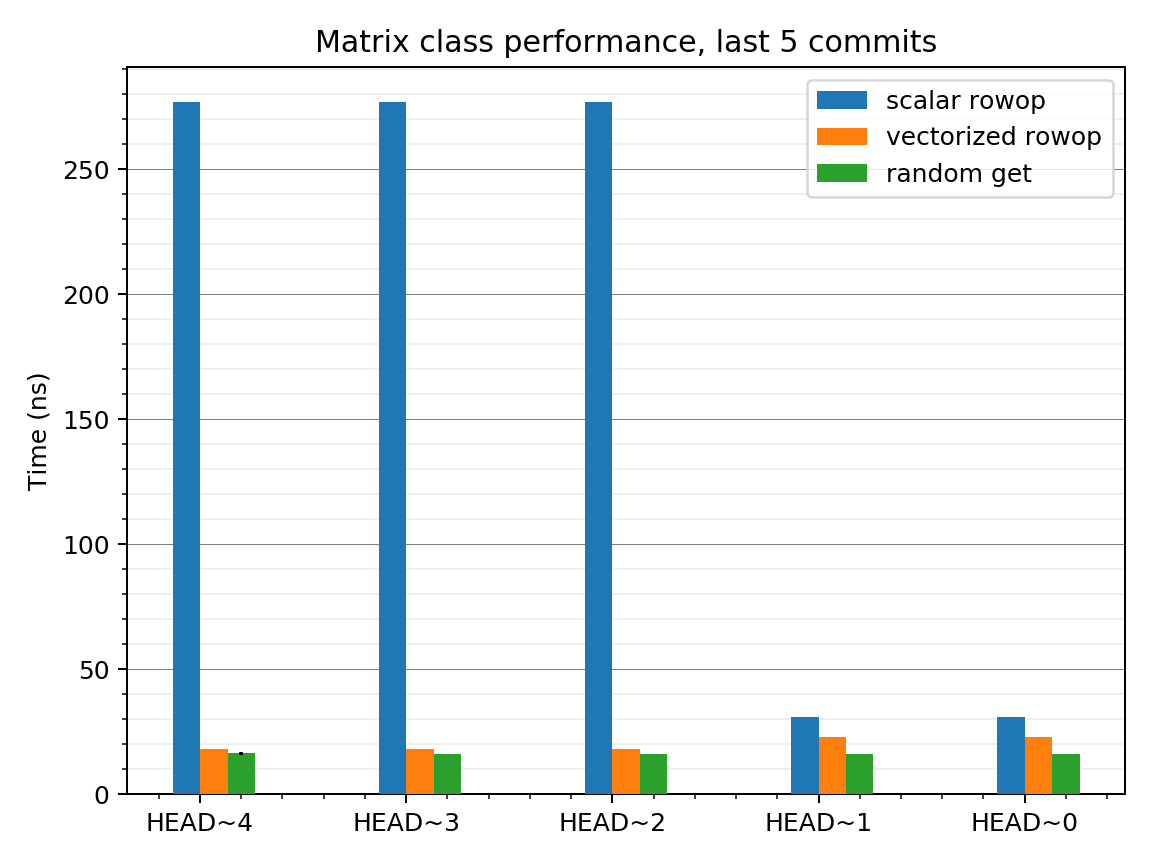 Matrix class performance, last 5 commits
scalar rowop
vectorized rowop
random get
Time (ns)
250
200
150
100
50
0
HEAD~4 HEAD~3 HEAD~2 HEAD~1 HEAD~0